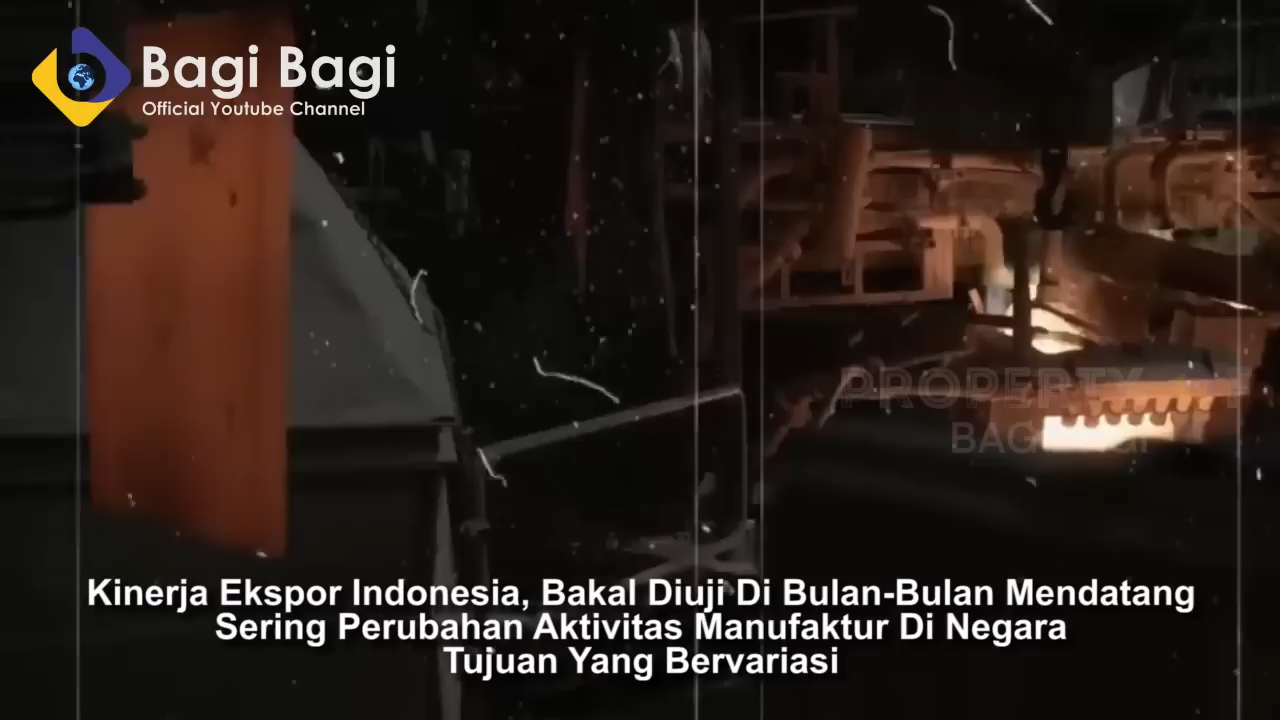 Bagi Bagi
Official Youtube Channel
PROPERTY
Kinerja Ekspor Indonesia, Bakal Diuji Di Bulan-Bulan Mendatang
Sering Perubahan Aktivitas Manufaktur Di Negara
Tujuan Yang Bervariasi